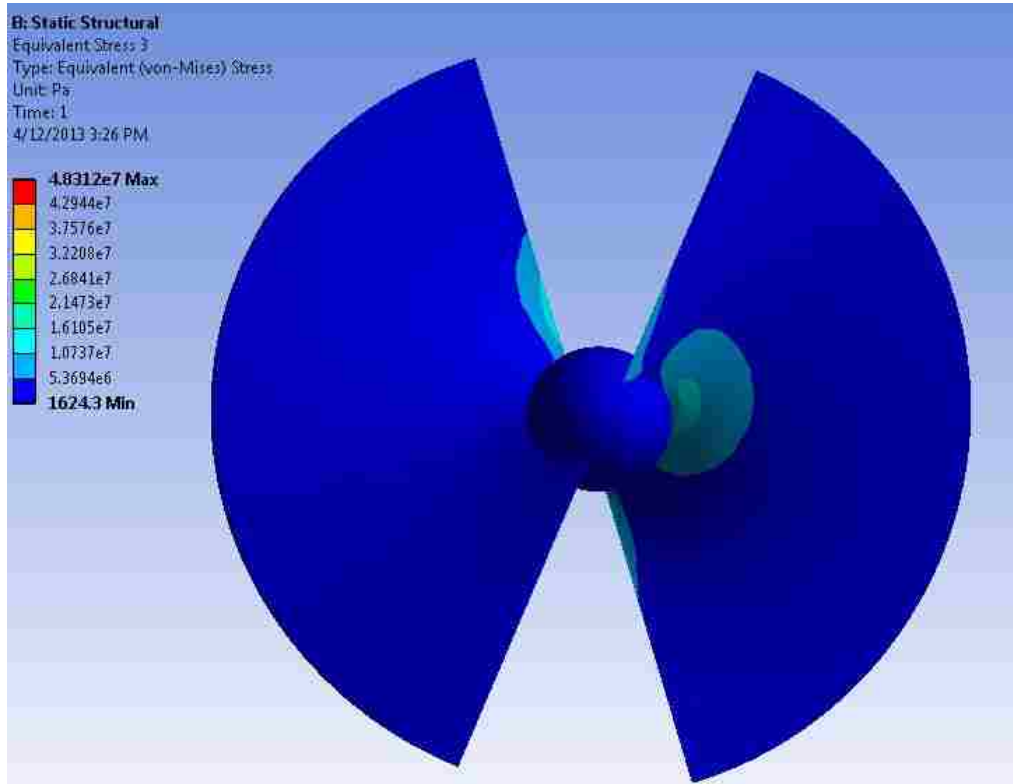 B: Static Structural
Equivalent Stress 3
Type: Equivalent (von-Mises) Stress
Unit: Pa
Time: 1
4/12/2013 3:26 PM
4.8312e7 Max
4.2944e7
3.7576e7
3.2208e7
2.6841e7
2.1473e7
1.6105e7
1.0737e7
5.3694e6
1624.3 Min